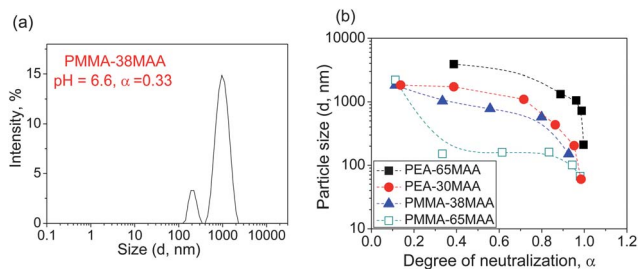 (a)
PMMA-38MAA
pH = 6.6, α =0.33
Intensity, %
15
10
5
0
0.1 1 10 100 1000 10000
Size (d, nm)
(b)
Particle size (d, nm)
10000
1000
100
10
PEA-65MAA
PEA-30MAA
PMMA-38MAA
PMMA-65MAA
0.0 0.2 0.4 0.6 0.8 1.0 1.2
Degree of neutralization, α